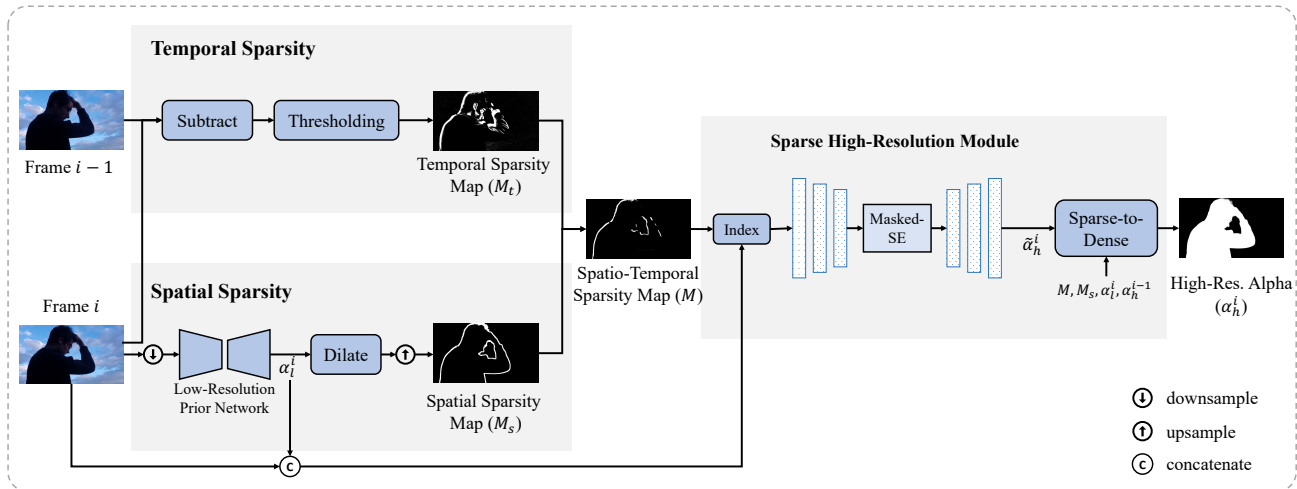 Temporal Sparsity
Subtract
Thresholding
Frame i − 1
Temporal Sparsity
Map (M_t)
Sparse High-Resolution Module
Index
Masked-
SE
α̃_h^i
Sparse-to-
Dense
M, M_s, α_l^i, α_h^{i−1}
High-Res. Alpha
(α_h^i)
Spatio-Temporal
Sparsity Map (M)
Spatial Sparsity
Frame i
Low-Resolution
Prior Network
α_l^i
Dilate
Spatial Sparsity
Map (M_s)
C
downsample
upsample
C concatenate